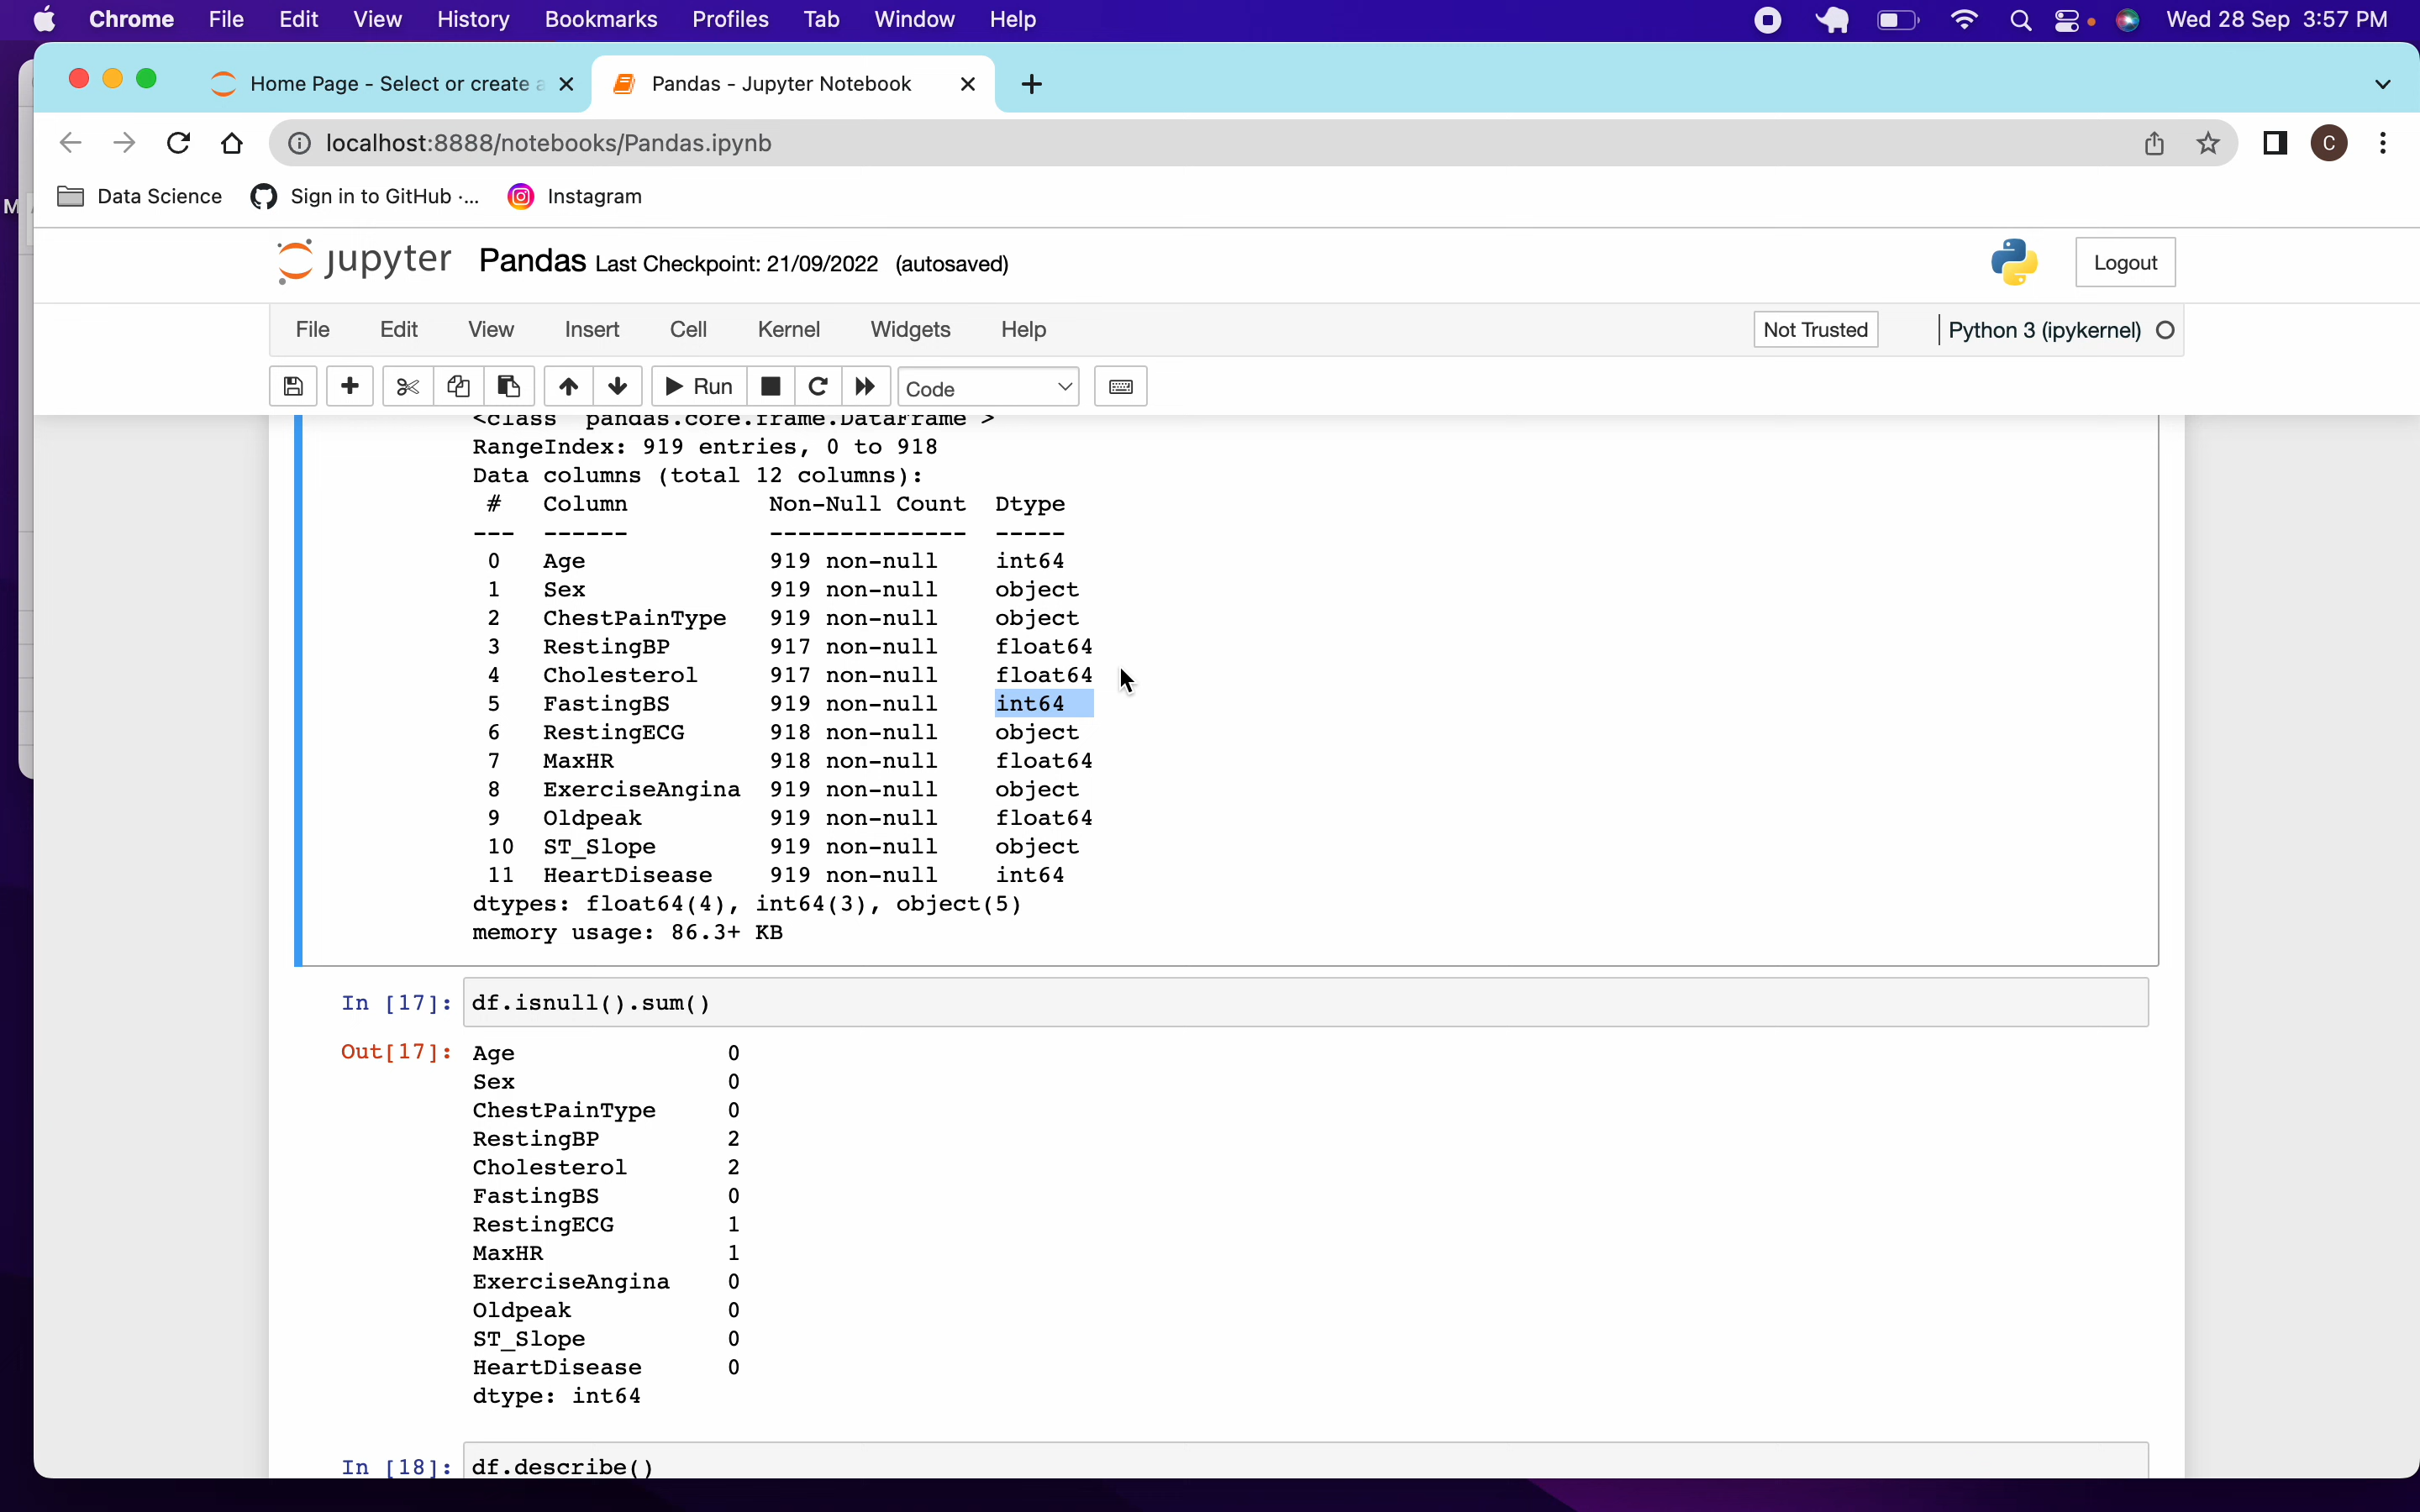 Chrome File Edit View History Bookmarks Profiles Tab Window Help Wed 28 Sep 3:57 PM
Home Page - Select or create Pandas - Jupyter Notebook
localhost:8888/notebooks/Pandas.ipynb C
Data Science Sign in to GitHub ·... Instagram
jupyter Pandas Last Checkpoint: 21/09/2022 (autosaved) Logout
File Edit View Insert Cell Kernel Widgets Help Not Trusted Python 3 (ipykernel)
Run Code
<class pandas.core.frame.DataFrame >
RangeIndex: 919 entries, 0 to 918
Data columns (total 12 columns):
# Column Non-Null Count Dtype
--- ------ -------------- -----
0 Age 919 non-null int64
1 Sex 919 non-null object
2 ChestPainType 919 non-null object
3 RestingBP 917 non-null float64
4 Cholesterol 917 non-null float64
5 FastingBS 919 non-null int64
6 RestingECG 918 non-null object
7 MaxHR 918 non-null float64
8 ExerciseAngina 919 non-null object
9 Oldpeak 919 non-null float64
10 ST_Slope 919 non-null object
11 HeartDisease 919 non-null int64
dtypes: float64(4), int64(3), object(5)
memory usage: 86.3+ KB
In [17]: df.isnull().sum()
Out[17]: Age 0
Sex 0
ChestPainType 0
RestingBP 2
Cholesterol 2
FastingBS 0
RestingECG 1
MaxHR 1
ExerciseAngina 0
Oldpeak 0
ST_Slope 0
HeartDisease 0
dtype: int64
In [18]: df.describe()